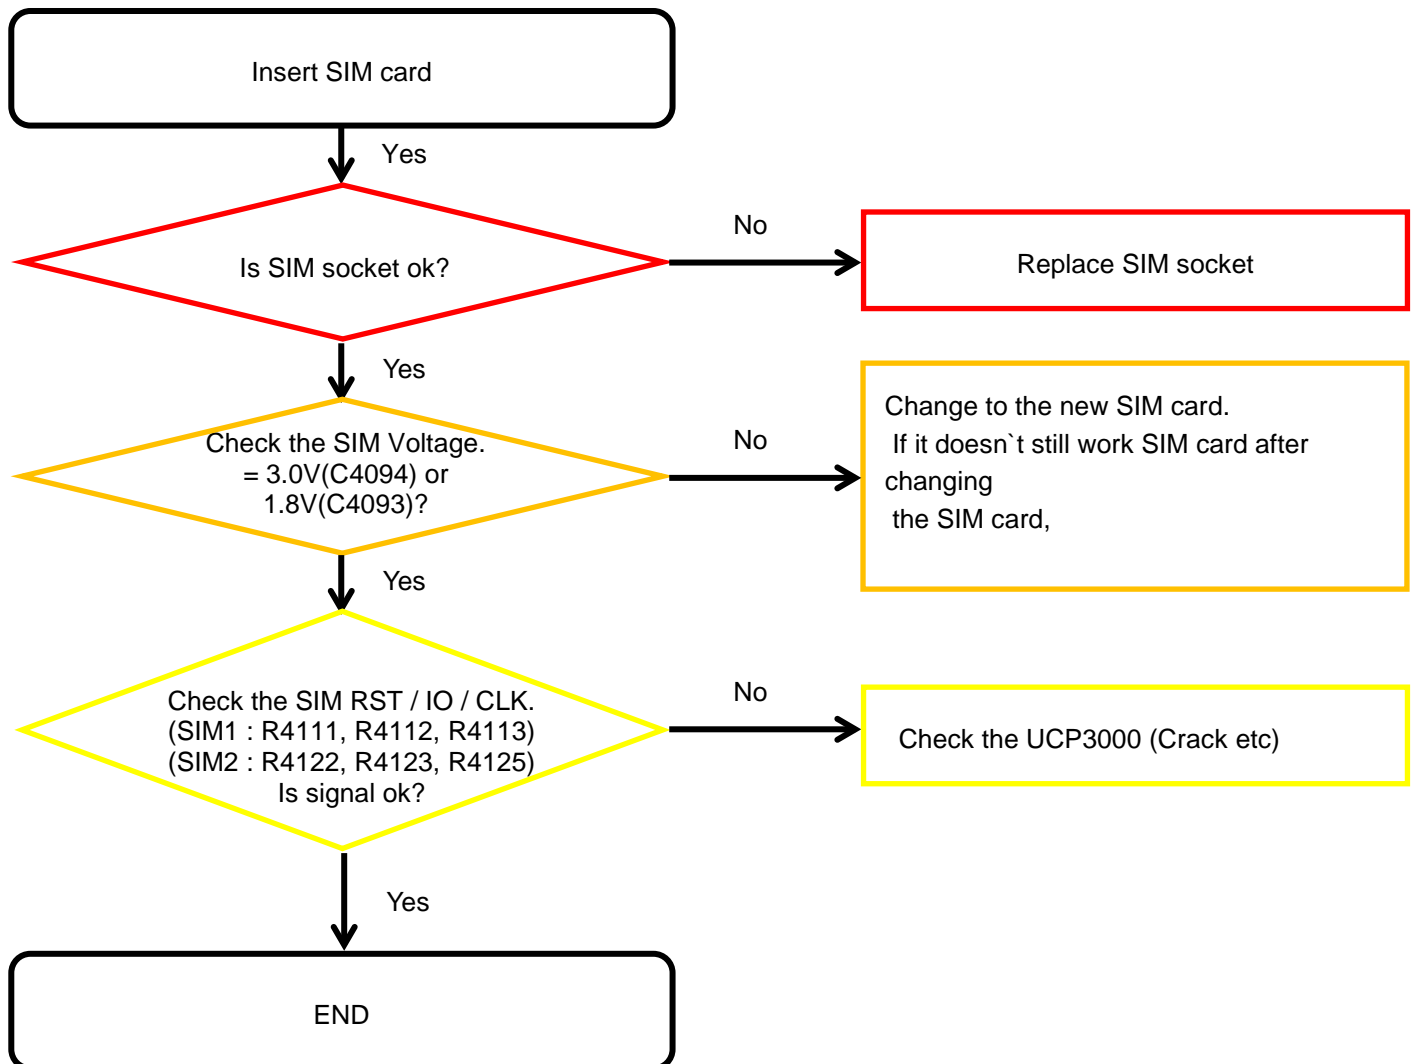 Insert SIM card
Yes
Is SIM socket ok?
No
Replace SIM socket
Yes
Check the SIM Voltage.
= 3.0V(C4094) or
1.8V(C4093)?
No
Change to the new SIM card.
If it doesn`t still work SIM card after
changing
the SIM card,
Yes
Check the SIM RST / IO / CLK.
(SIM1 : R4111, R4112, R4113)
(SIM2 : R4122, R4123, R4125)
Is signal ok?
No
Check the UCP3000 (Crack etc)
Yes
END